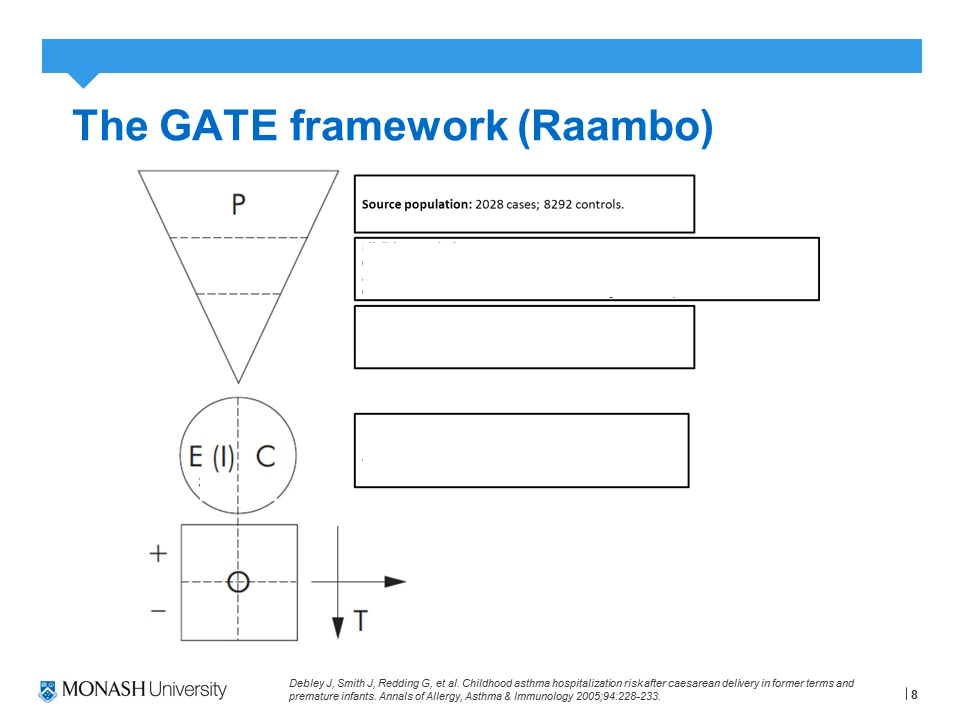 The GATE framework (Raambo)
P
Source population: 2028 cases; 8292 controls.
E (I) C
+
O
−
T
MONASH University
Debley J, Smith J, Redding G, et al. Childhood asthma hospitalization risk after caesarean delivery in former terms and
premature infants. Annals of Allergy, Asthma & Immunology 2005;94:228-233.
8